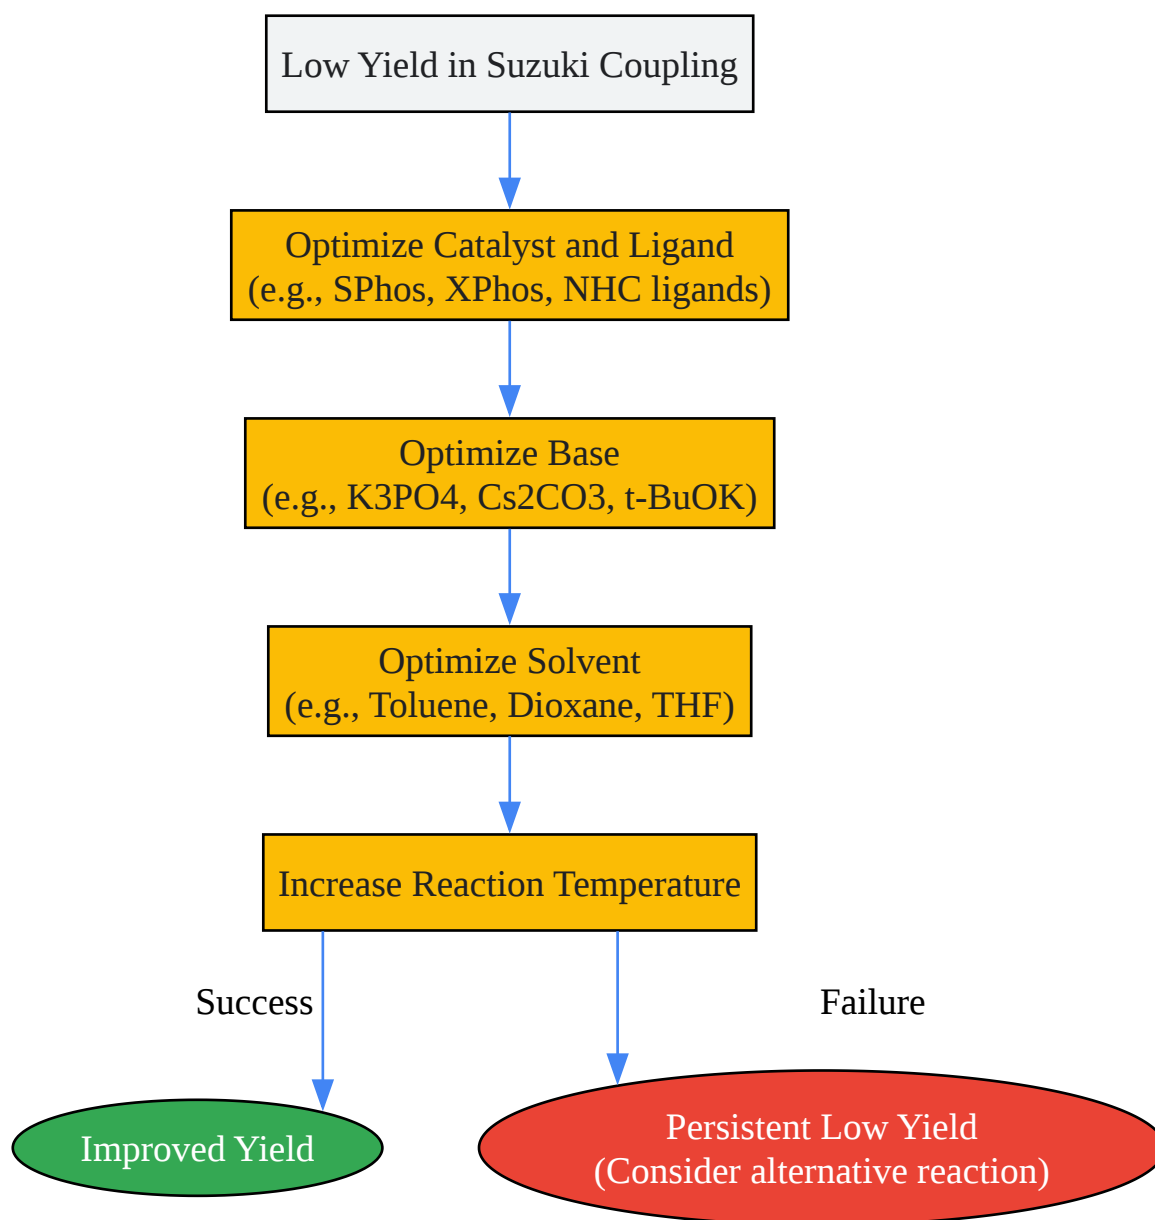 Low Yield in Suzuki Coupling
Optimize Catalyst and Ligand
(e.g., SPhos, XPhos, NHC ligands)
Optimize Base
(e.g., K3PO4, Cs2CO3, t-BuOK)
Optimize Solvent
(e.g., Toluene, Dioxane, THF)
Increase Reaction Temperature
Success
Failure
Improved Yield
Persistent Low Yield
(Consider alternative reaction)